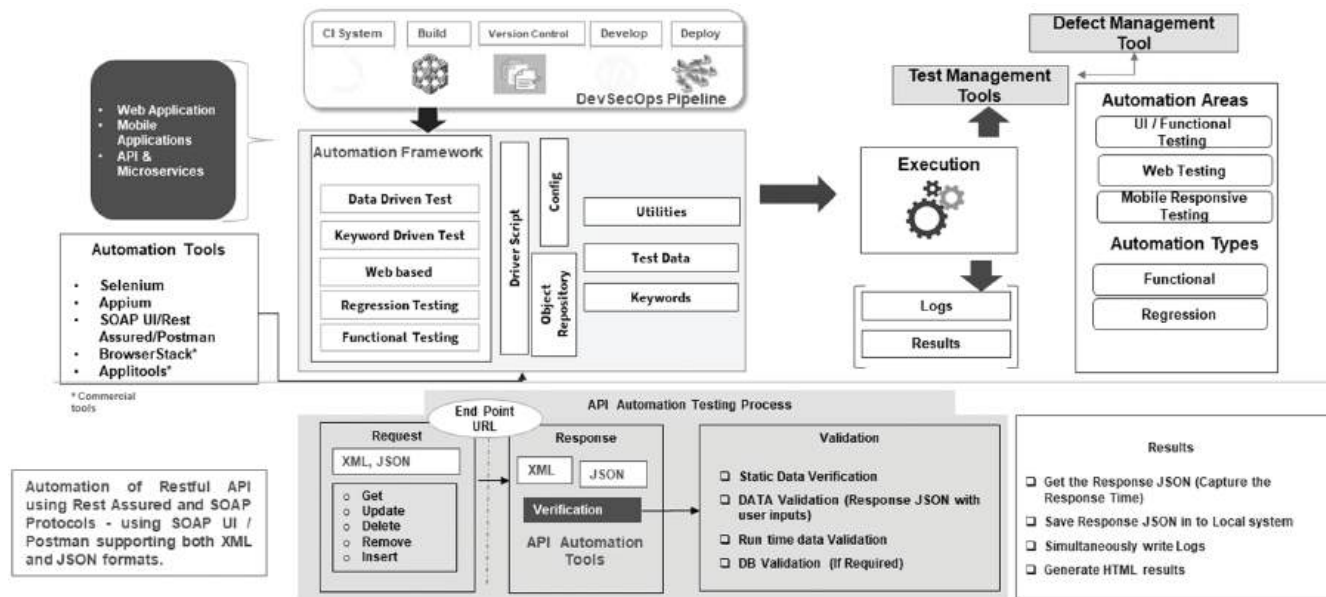 CI System
Build
Version Control
Develop
Deploy
DevSecOps Pipeline
Defect Management
Tool
Test Management
Tools
• Web Application
• Mobile
Applications
• API &
Microservices
Automation Framework
Data Driven Test
Keyword Driven Test
Web based
Regression Testing
Functional Testing
Driver Script
Config
Object
Repository
Utilities
Test Data
Keywords
Execution
Logs
Results
Automation Areas
UI / Functional
Testing
Web Testing
Mobile Responsive
Testing
Automation Types
Functional
Regression
Automation Tools
• Selenium
• Appium
• SOAP UI/Rest
Assured/Postman
• BrowserStack*
• Applitools*
* Commercial
tools
API Automation Testing Process
End Point
URL
Request
XML, JSON
o Get
o Update
o Delete
o Remove
o Insert
Response
XML
JSON
Verification
API Automation
Tools
Validation
❑ Static Data Verification
❑ DATA Validation (Response JSON with
user inputs)
❑ Run time data Validation
❑ DB Validation (If Required)
Results
❑ Get the Response JSON (Capture the
Response Time)
❑ Save Response JSON in to Local system
❑ Simultaneously write Logs
❑ Generate HTML results
Automation of Restful API
using Rest Assured and SOAP
Protocols - using SOAP UI /
Postman supporting both XML
and JSON formats.